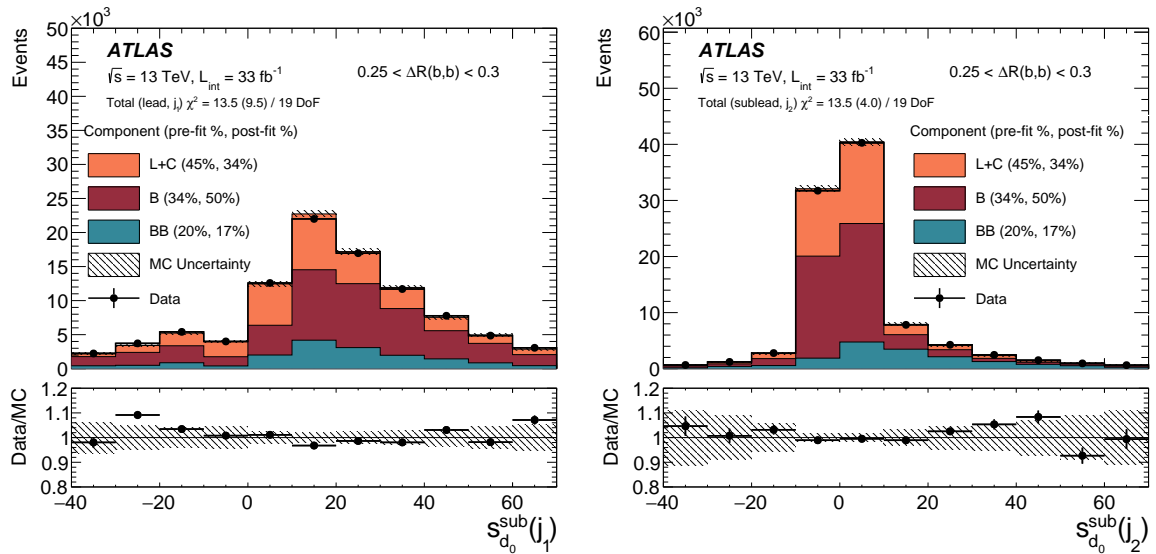 ×10³
50
45
40
35
30
25
20
15
10
5
0
Events
ATLAS
√s = 13 TeV, L_int = 33 fb⁻¹
0.25 < ΔR(b,b) < 0.3
Total (lead, j₁) χ² = 13.5 (9.5) / 19 DoF
Component (pre-fit %, post-fit %)
L+C (45%, 34%)
B (34%, 50%)
BB (20%, 17%)
MC Uncertainty
Data
1.2
1.1
1
0.9
0.8
Data/MC
−40 −20 0 20 40 60
s_{d₀}^{sub}(j₁)
×10³
60
50
40
30
20
10
0
Events
ATLAS
√s = 13 TeV, L_int = 33 fb⁻¹
0.25 < ΔR(b,b) < 0.3
Total (sublead, j₂) χ² = 13.5 (4.0) / 19 DoF
Component (pre-fit %, post-fit %)
L+C (45%, 34%)
B (34%, 50%)
BB (20%, 17%)
MC Uncertainty
Data
1.2
1.1
1
0.9
0.8
Data/MC
−40 −20 0 20 40 60
s_{d₀}^{sub}(j₂)